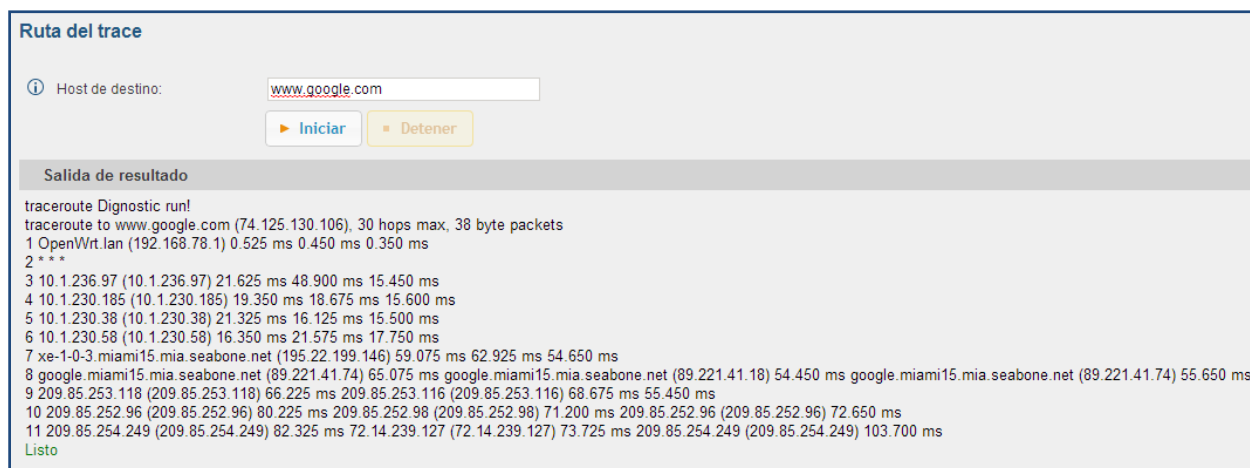 Ruta del trace
Host de destino: www.google.com
Iniciar Detener
Salida de resultado
traceroute Dignostic run!
traceroute to www.google.com (74.125.130.106), 30 hops max, 38 byte packets
1 OpenWrt.lan (192.168.78.1) 0.525 ms 0.450 ms 0.350 ms
2 * * *
3 10.1.236.97 (10.1.236.97) 21.625 ms 48.900 ms 15.450 ms
4 10.1.230.185 (10.1.230.185) 19.350 ms 18.675 ms 15.600 ms
5 10.1.230.38 (10.1.230.38) 21.325 ms 16.125 ms 15.500 ms
6 10.1.230.58 (10.1.230.58) 16.350 ms 21.575 ms 17.750 ms
7 xe-1-0-3.miami15.mia.seabone.net (195.22.199.146) 59.075 ms 62.925 ms 54.650 ms
8 google.miami15.mia.seabone.net (89.221.41.74) 65.075 ms google.miami15.mia.seabone.net (89.221.41.18) 54.450 ms google.miami15.mia.seabone.net (89.221.41.74) 55.650 ms
9 209.85.253.118 (209.85.253.118) 66.225 ms 209.85.253.116 (209.85.253.116) 68.675 ms 55.450 ms
10 209.85.252.96 (209.85.252.96) 80.225 ms 209.85.252.98 (209.85.252.98) 71.200 ms 209.85.252.96 (209.85.252.96) 72.650 ms
11 209.85.254.249 (209.85.254.249) 82.325 ms 72.14.239.127 (72.14.239.127) 73.725 ms 209.85.254.249 (209.85.254.249) 103.700 ms
Listo